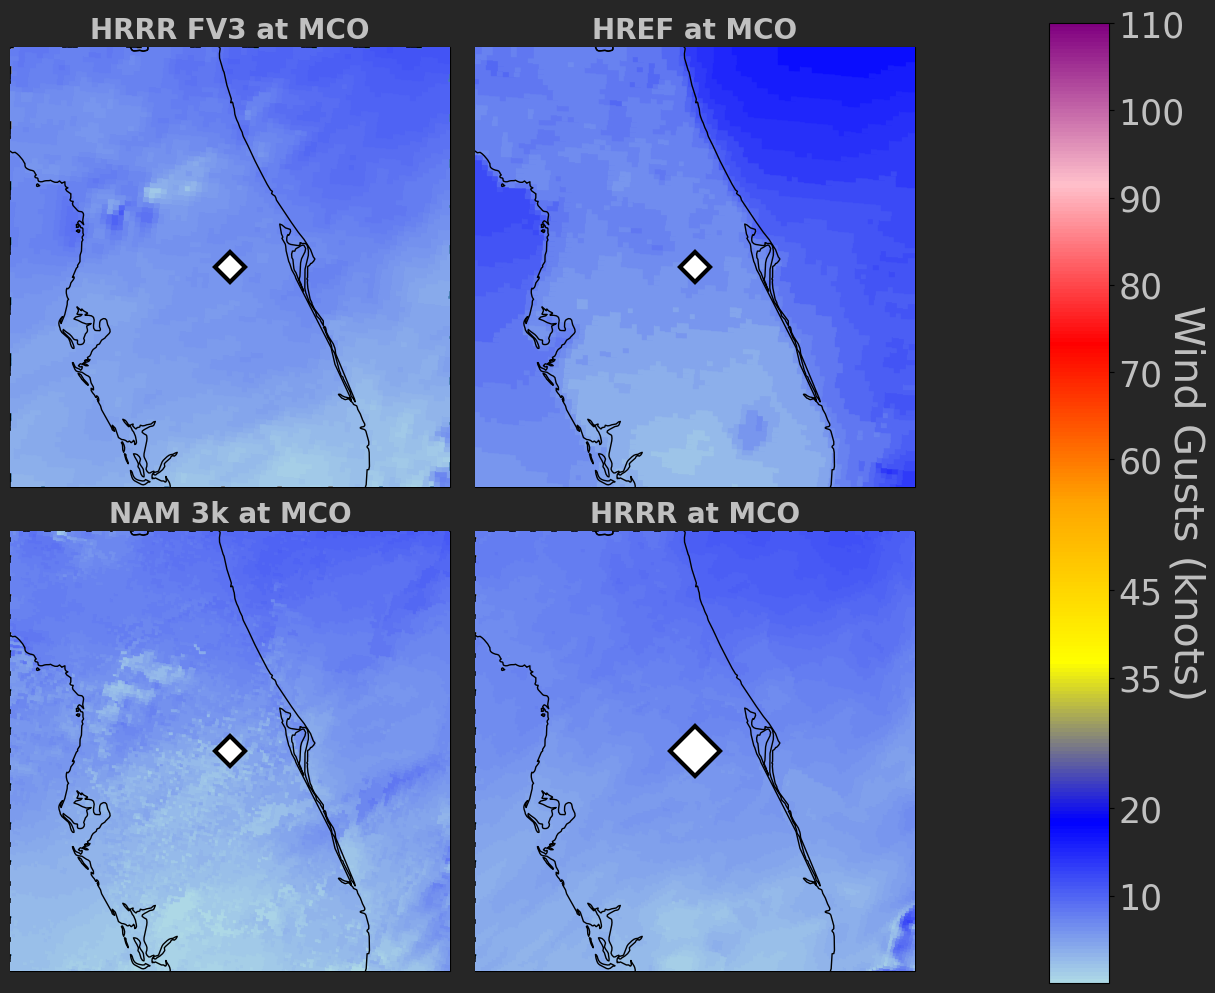 HRRR FV3 at MCO
HREF at MCO
NAM 3k at MCO
HRRR at MCO
110
100
90
80
70
60
45
35
20
10
Wind Gusts (knots)